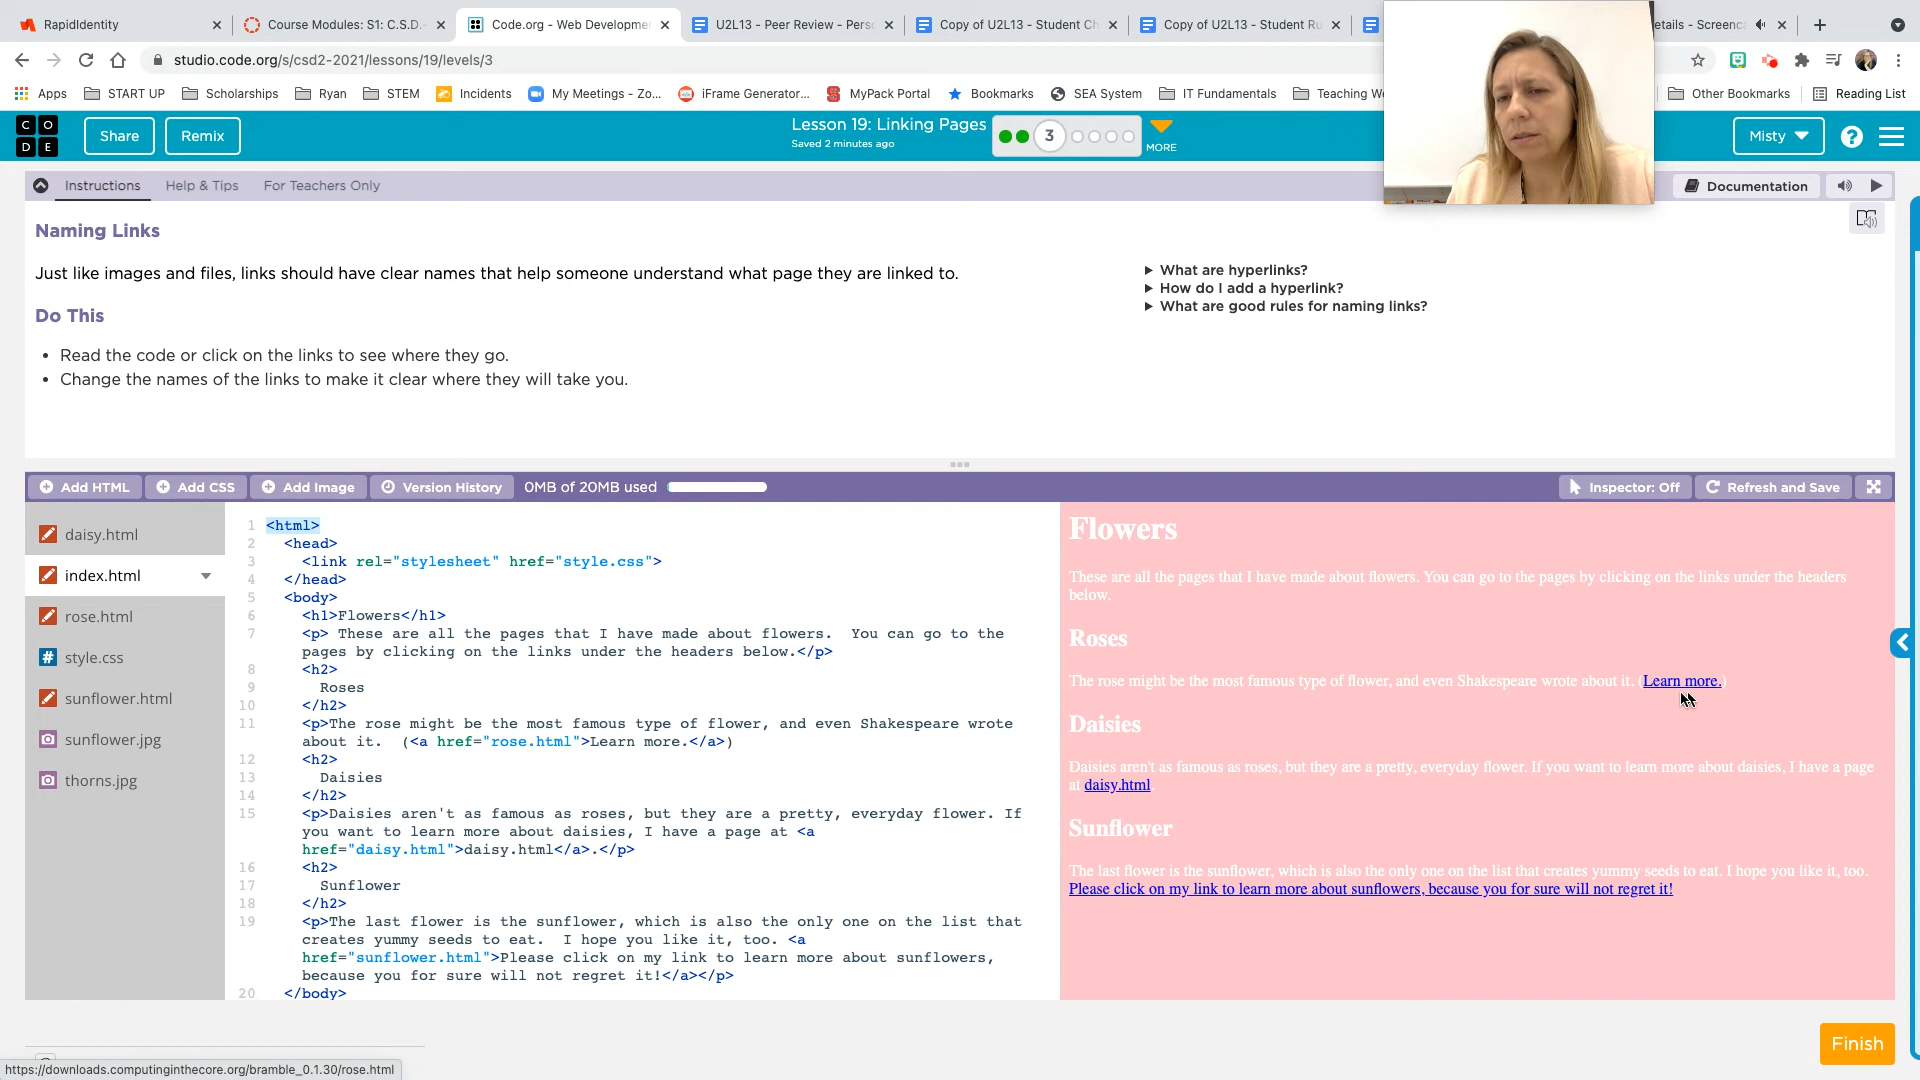 RapidIdentity
Course Modules: S1: C.S.D. -
Code.org - Web Developme
U2L13 - Peer Review - Perso
Copy of U2L13 - Student Ch
Copy of U2L13 - Student Ru
etails - Screenca
studio.code.org/s/csd2-2021/lessons/19/levels/3
Apps
START UP
Scholarships
Ryan
STEM
Incidents
My Meetings - Zo...
iFrame Generator...
MyPack Portal
Bookmarks
SEA System
IT Fundamentals
Teaching We
Other Bookmarks
Reading List
C O
D E
Share
Remix
Lesson 19: Linking Pages
Saved 2 minutes ago
3
MORE
Misty
?
Instructions
Help & Tips
For Teachers Only
Documentation
Naming Links
Just like images and files, links should have clear names that help someone understand what page they are linked to.
Do This
• Read the code or click on the links to see where they go.
• Change the names of the links to make it clear where they will take you.
▶ What are hyperlinks?
▶ How do I add a hyperlink?
▶ What are good rules for naming links?
Add HTML
Add CSS
Add Image
Version History
0MB of 20MB used
Inspector: Off
Refresh and Save
daisy.html
index.html
rose.html
style.css
sunflower.html
sunflower.jpg
thorns.jpg
1 <html>
2 <head>
3 <link rel="stylesheet" href="style.css">
4 </head>
5 <body>
6 <h1>Flowers</h1>
7 <p> These are all the pages that I have made about flowers.  You can go to the
pages by clicking on the links under the headers below.</p>
8 <h2>
9 Roses
10 </h2>
11 <p>The rose might be the most famous type of flower, and even Shakespeare wrote
about it.  (<a href="rose.html">Learn more.</a>)
12 <h2>
13 Daisies
14 </h2>
15 <p>Daisies aren't as famous as roses, but they are a pretty, everyday flower. If
you want to learn more about daisies, I have a page at <a
href="daisy.html">daisy.html</a>.</p>
16 <h2>
17 Sunflower
18 </h2>
19 <p>The last flower is the sunflower, which is also the only one on the list that
creates yummy seeds to eat.  I hope you like it, too. <a
href="sunflower.html">Please click on my link to learn more about sunflowers,
because you for sure will not regret it!</a></p>
20 </body>
Flowers
These are all the pages that I have made about flowers. You can go to the pages by clicking on the links under the headers
below.
Roses
The rose might be the most famous type of flower, and even Shakespeare wrote about it. (Learn more.)
Daisies
Daisies aren't as famous as roses, but they are a pretty, everyday flower. If you want to learn more about daisies, I have a page
at daisy.html.
Sunflower
The last flower is the sunflower, which is also the only one on the list that creates yummy seeds to eat. I hope you like it, too.
Please click on my link to learn more about sunflowers, because you for sure will not regret it!
Finish
https://downloads.computinginthecore.org/bramble_0.1.30/rose.html